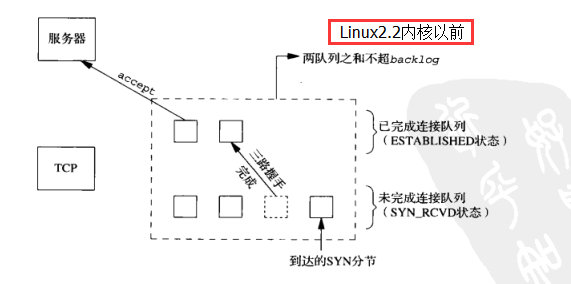 Linux2.2内核以前
服务器
两队列之和不超backlog
accept
已完成连接队列
(ESTABLISHED状态)
三路握手
完成
TCP
未完成连接队列
(SYN_RCVD状态)
到达的SYN分节